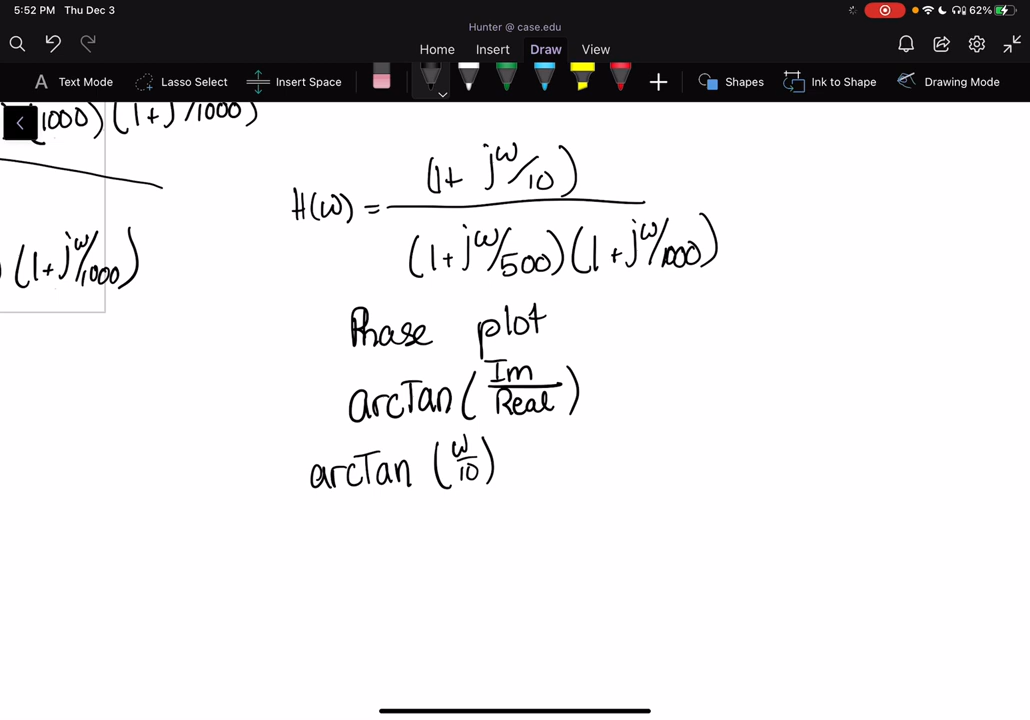 5:52 PM Thu Dec 3
62%
Hunter @ case.edu
Home Insert Draw View
Text Mode Lasso Select Insert Space Shapes Ink to Shape Drawing Mode
1000) (1+j/1000)
(1+jω/1000)
H(ω) = (1+ jω/10)
(1+jω/500)(1+jω/1000)
Phase plot
arcTan( Im/Real )
arcTan (ω/10)